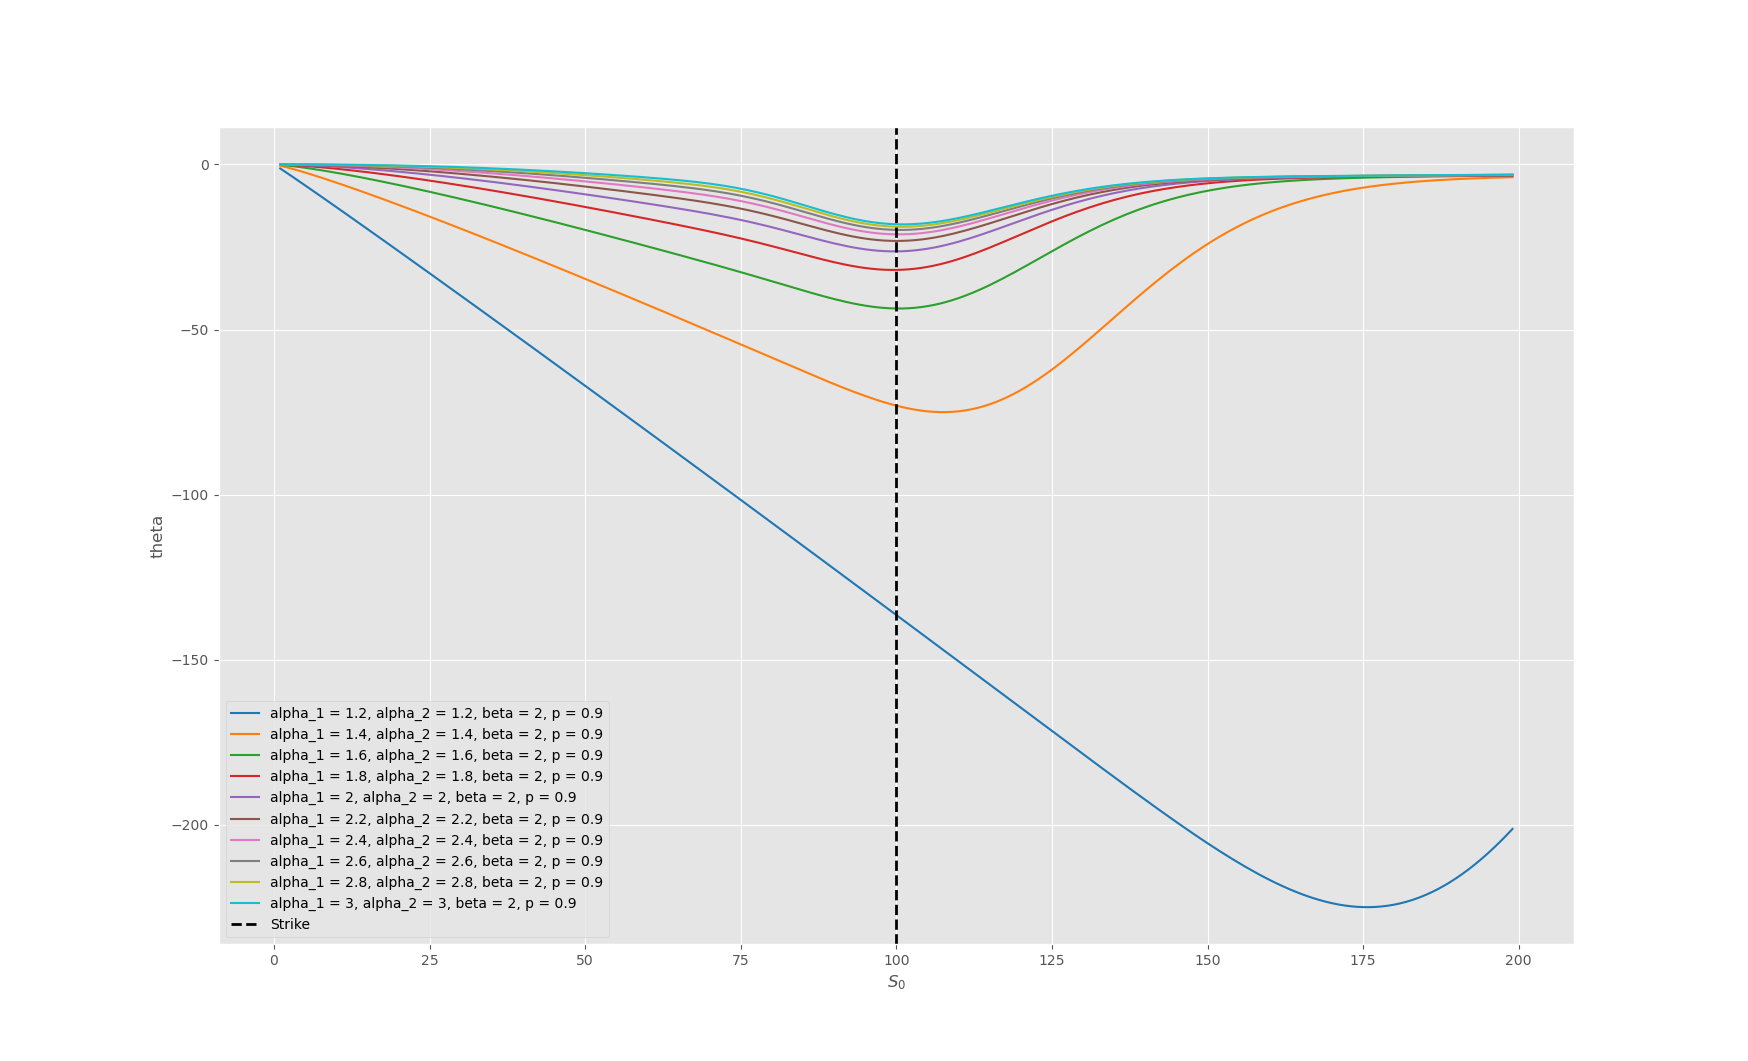 0
−50
−100
−150
−200
theta
alpha_1 = 1.2, alpha_2 = 1.2, beta = 2, p = 0.9
alpha_1 = 1.4, alpha_2 = 1.4, beta = 2, p = 0.9
alpha_1 = 1.6, alpha_2 = 1.6, beta = 2, p = 0.9
alpha_1 = 1.8, alpha_2 = 1.8, beta = 2, p = 0.9
alpha_1 = 2, alpha_2 = 2, beta = 2, p = 0.9
alpha_1 = 2.2, alpha_2 = 2.2, beta = 2, p = 0.9
alpha_1 = 2.4, alpha_2 = 2.4, beta = 2, p = 0.9
alpha_1 = 2.6, alpha_2 = 2.6, beta = 2, p = 0.9
alpha_1 = 2.8, alpha_2 = 2.8, beta = 2, p = 0.9
alpha_1 = 3, alpha_2 = 3, beta = 2, p = 0.9
Strike
0 25 50 75 100 125 150 175 200
S_0